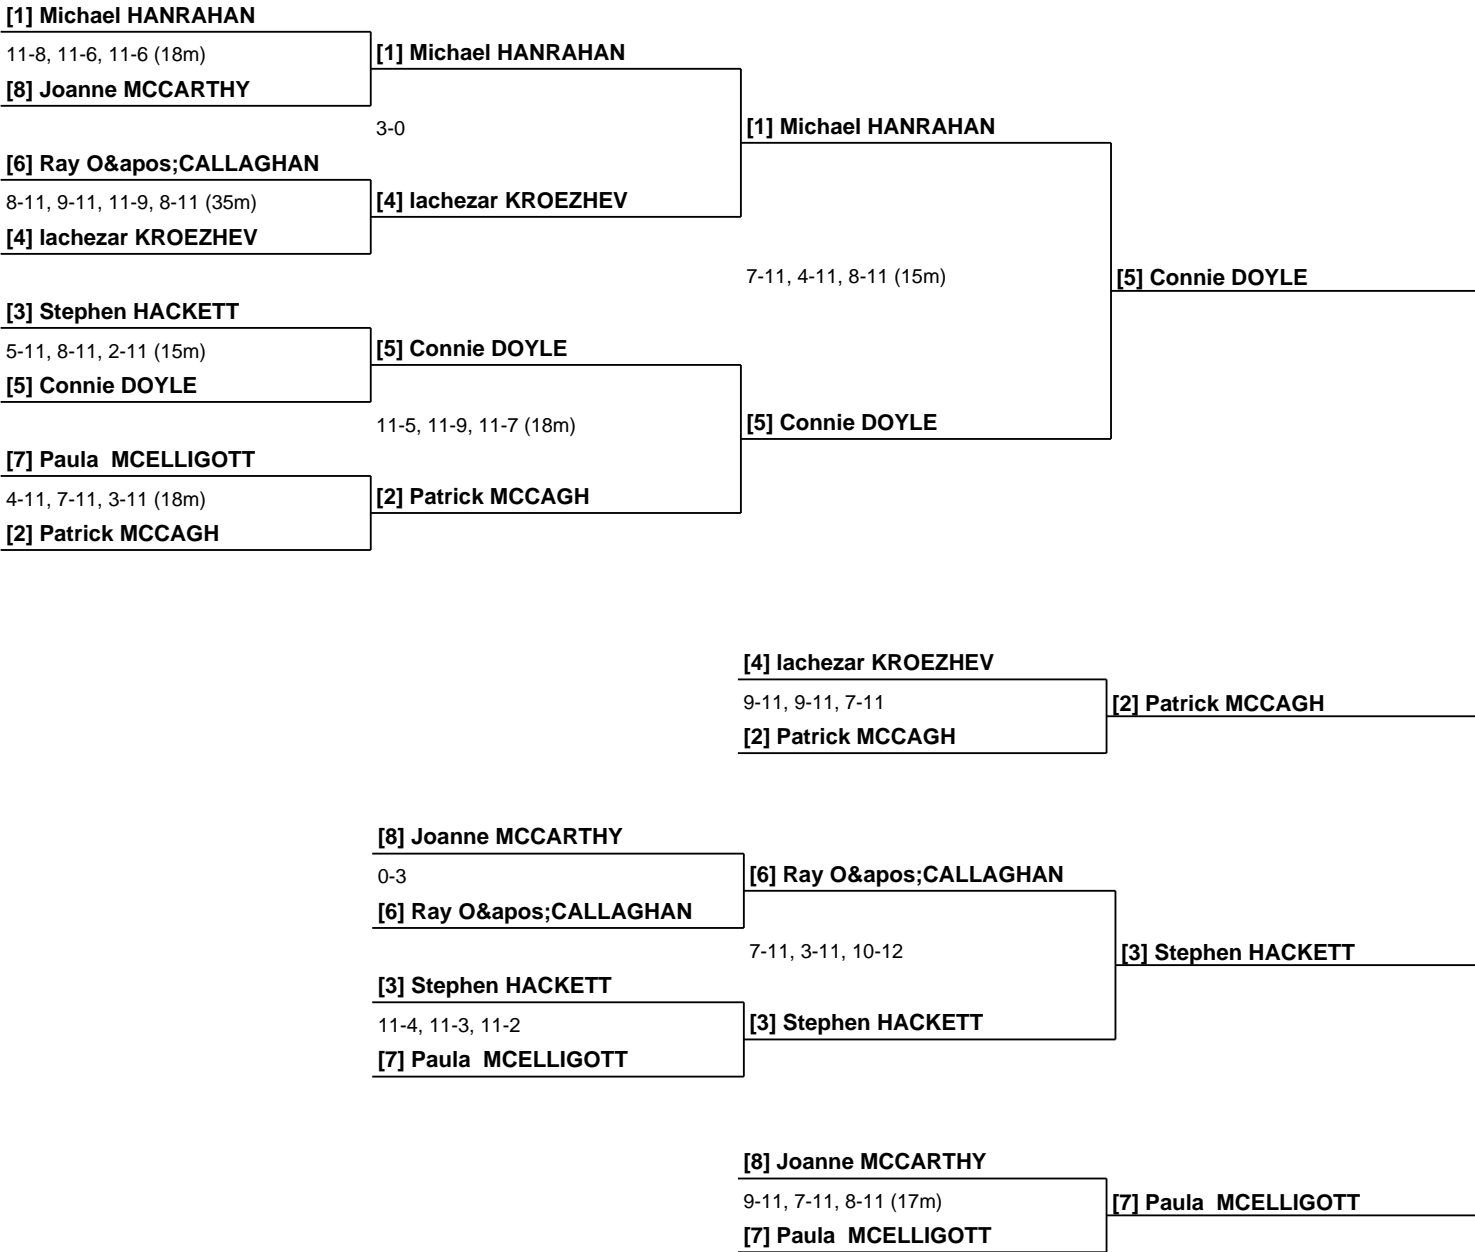 [1] Michael HANRAHAN
11-8, 11-6, 11-6 (18m)
[1] Michael HANRAHAN
[8] Joanne MCCARTHY
3-0
[1] Michael HANRAHAN
[6] Ray O&apos;CALLAGHAN
8-11, 9-11, 11-9, 8-11 (35m)
[4] lachezar KROEZHEV
[4] lachezar KROEZHEV
7-11, 4-11, 8-11 (15m)
[5] Connie DOYLE
[3] Stephen HACKETT
5-11, 8-11, 2-11 (15m)
[5] Connie DOYLE
[5] Connie DOYLE
11-5, 11-9, 11-7 (18m)
[5] Connie DOYLE
[7] Paula  MCELLIGOTT
4-11, 7-11, 3-11 (18m)
[2] Patrick MCCAGH
[2] Patrick MCCAGH
[4] lachezar KROEZHEV
9-11, 9-11, 7-11
[2] Patrick MCCAGH
[2] Patrick MCCAGH
[8] Joanne MCCARTHY
0-3
[6] Ray O&apos;CALLAGHAN
[6] Ray O&apos;CALLAGHAN
7-11, 3-11, 10-12
[3] Stephen HACKETT
[3] Stephen HACKETT
11-4, 11-3, 11-2
[3] Stephen HACKETT
[7] Paula  MCELLIGOTT
[8] Joanne MCCARTHY
9-11, 7-11, 8-11 (17m)
[7] Paula  MCELLIGOTT
[7] Paula  MCELLIGOTT